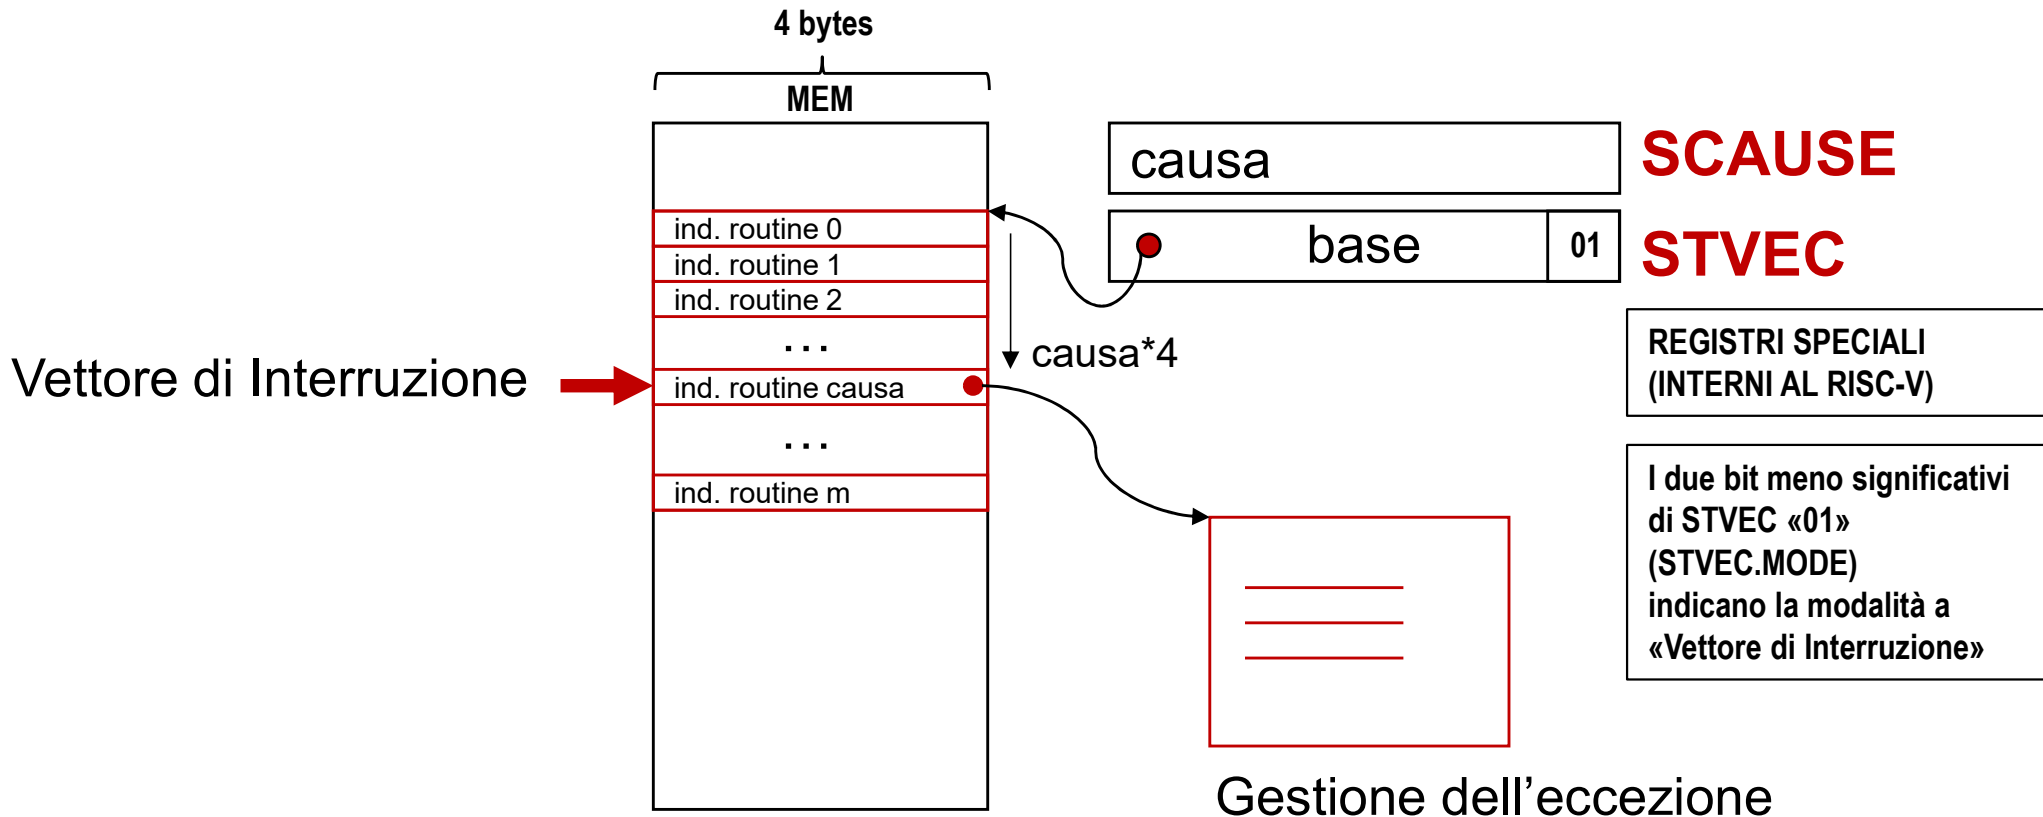 4 bytes
MEM
causa
SCAUSE
ind. routine 0
base
01
STVEC
ind. routine 1
ind. routine 2
...
causa*4
REGISTRI SPECIALI
(INTERNI AL RISC-V)
Vettore di Interruzione
ind. routine causa
...
ind. routine m
I due bit meno significativi
di STVEC «01»
(STVEC.MODE)
indicano la modalità a
«Vettore di Interruzione»
Gestione dell’eccezione